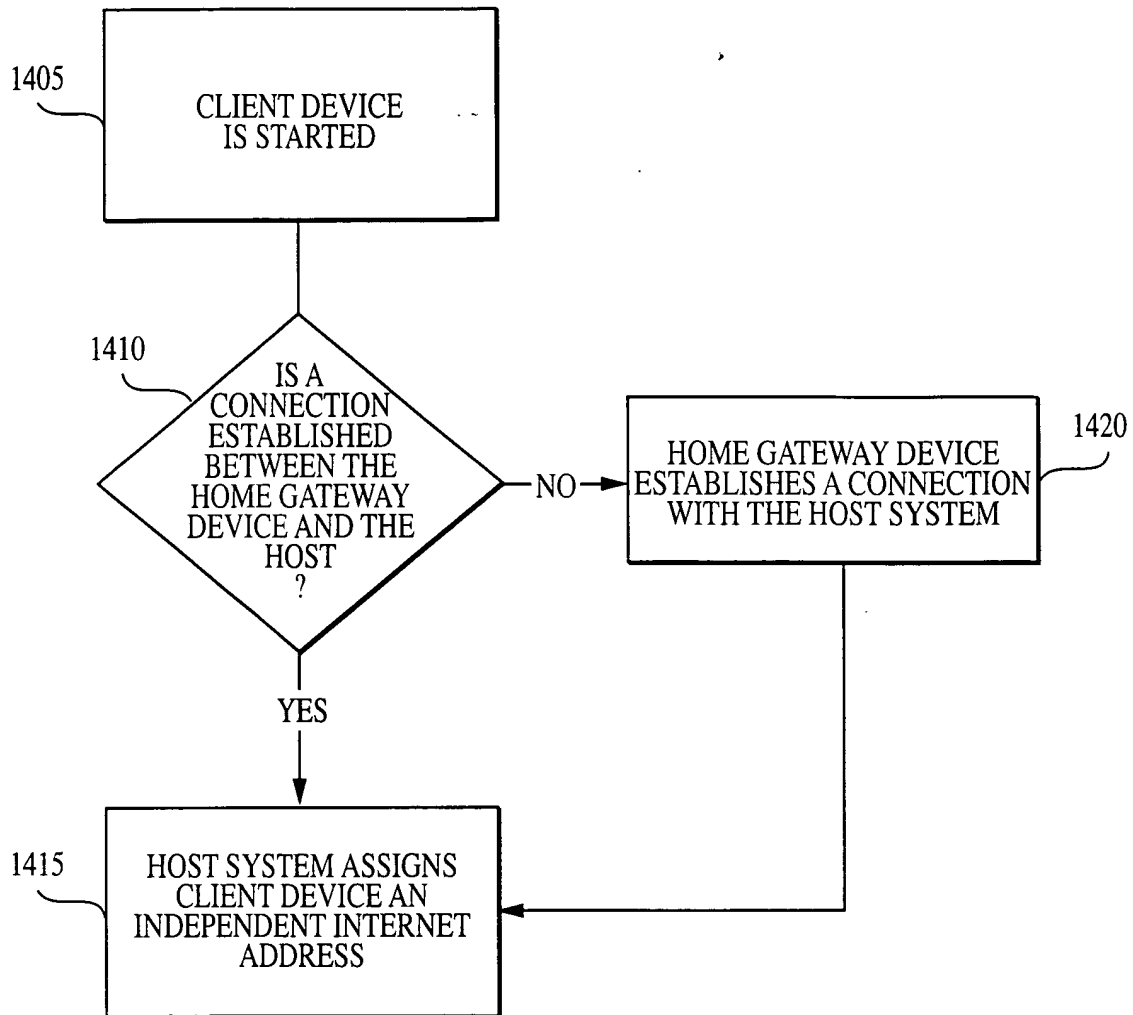 1405
CLIENT DEVICE
IS STARTED
1410
IS A
CONNECTION
ESTABLISHED
BETWEEN THE
HOME GATEWAY
DEVICE AND THE
HOST
?
NO
1420
HOME GATEWAY DEVICE
ESTABLISHES A CONNECTION
WITH THE HOST SYSTEM
YES
1415
HOST SYSTEM ASSIGNS
CLIENT DEVICE AN
INDEPENDENT INTERNET
ADDRESS